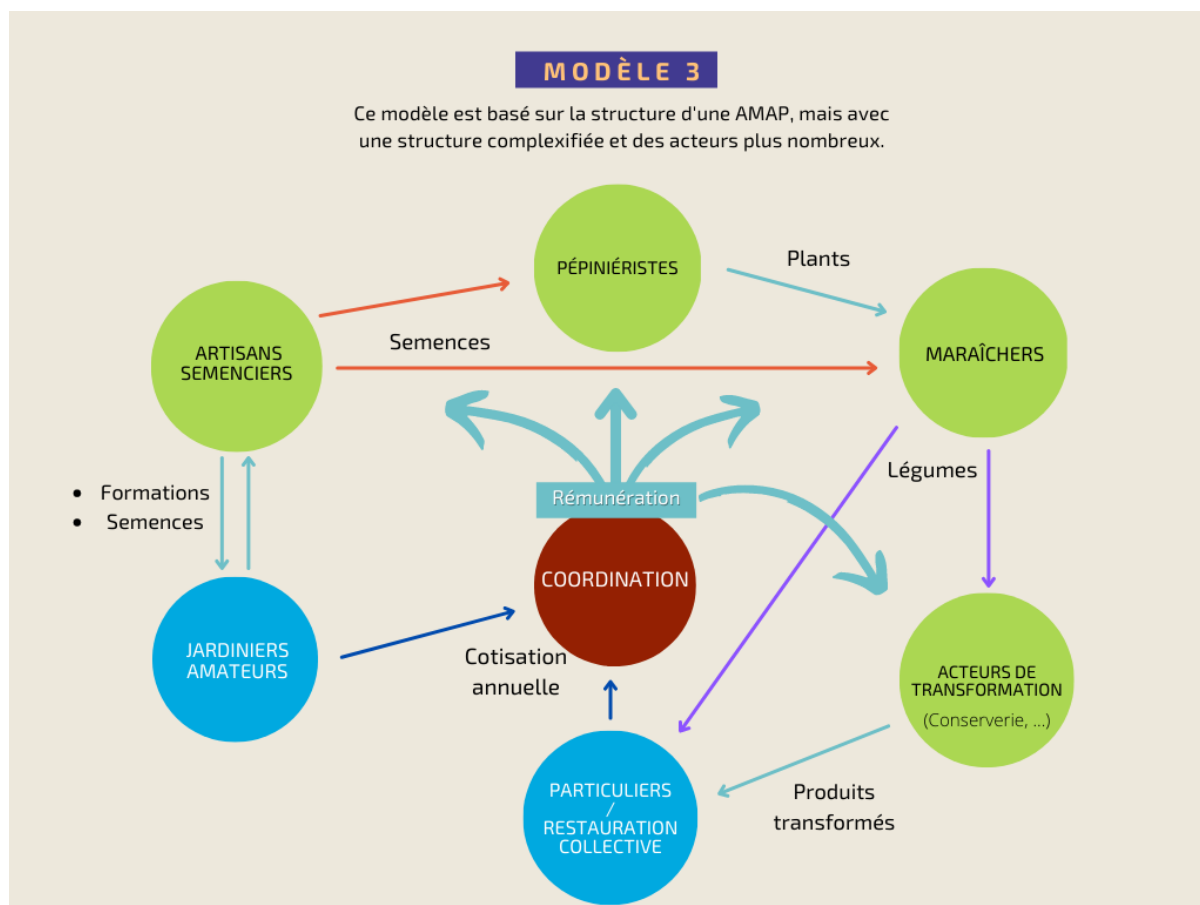 MODÈLE 3
Ce modèle est basé sur la structure d'une AMAP, mais avec
une structure complexifiée et des acteurs plus nombreux.
PÉPINIÉRISTES
Plants
ARTISANS
SEMENCIERS
Semences
MARAÎCHERS
• Formations
• Semences
Rémunération
Légumes
COORDINATION
JARDINIERS
AMATEURS
Cotisation
annuelle
ACTEURS DE
TRANSFORMATION
(Conserverie, ...)
PARTICULIERS
/
RESTAURATION
COLLECTIVE
Produits
transformés